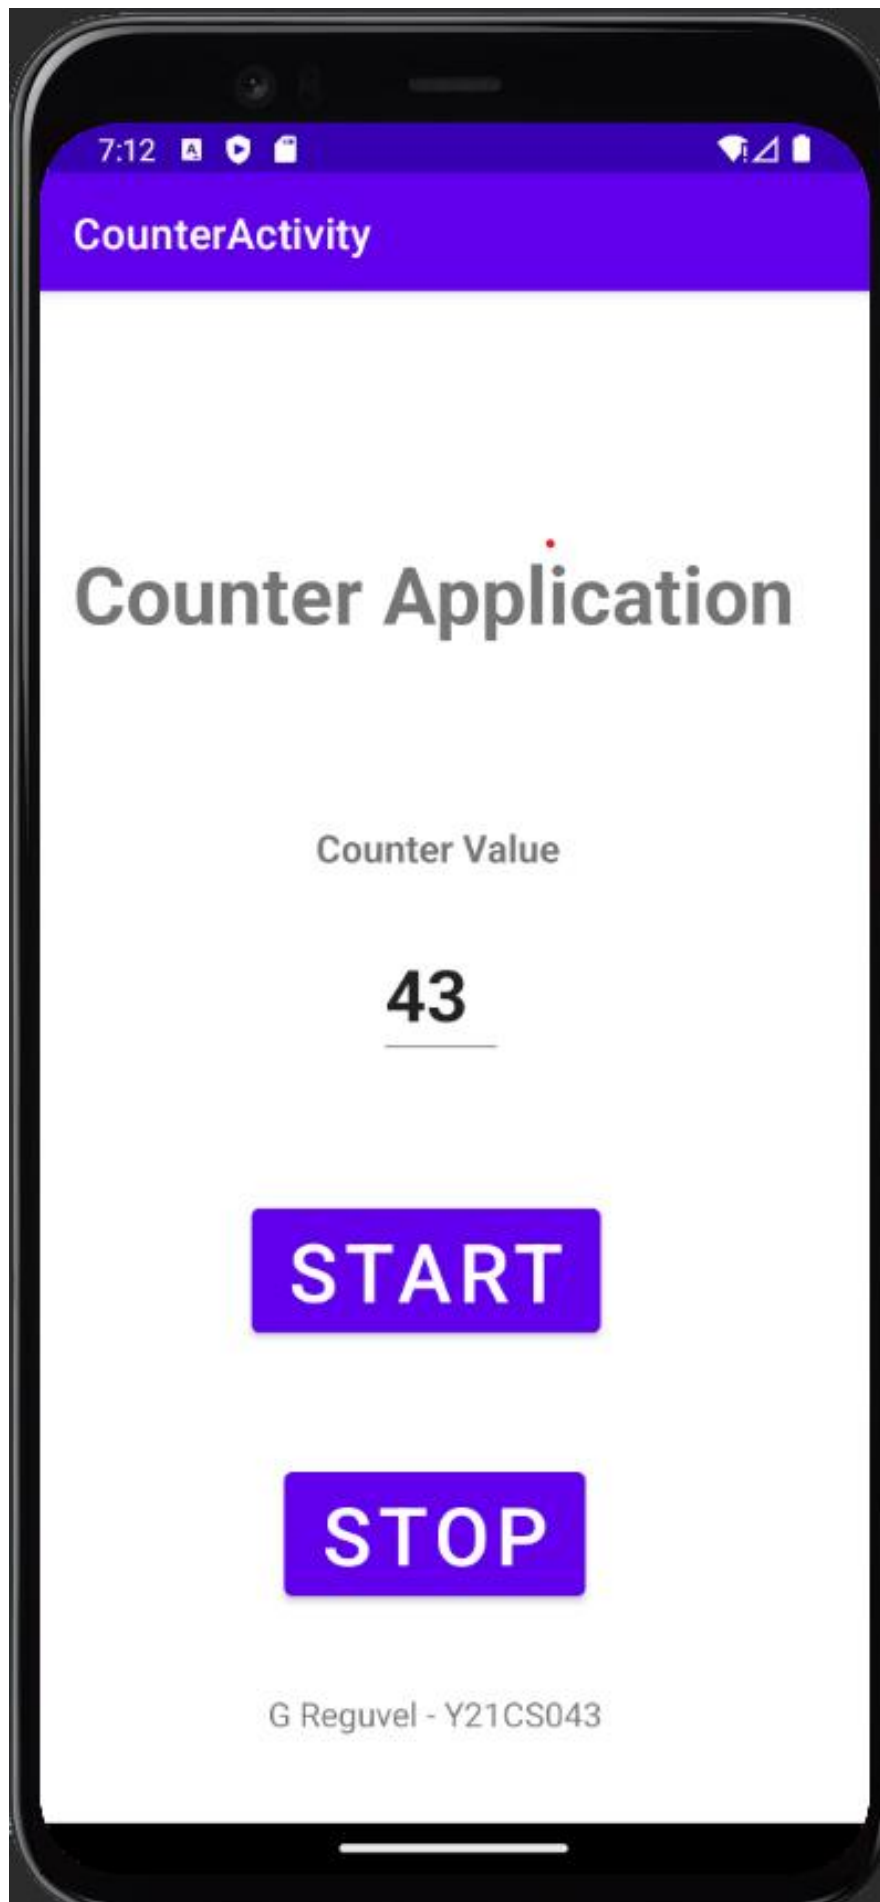 7:12
CounterActivity
Counter Application
Counter Value
43
START
STOP
G Reguvel - Y21CS043